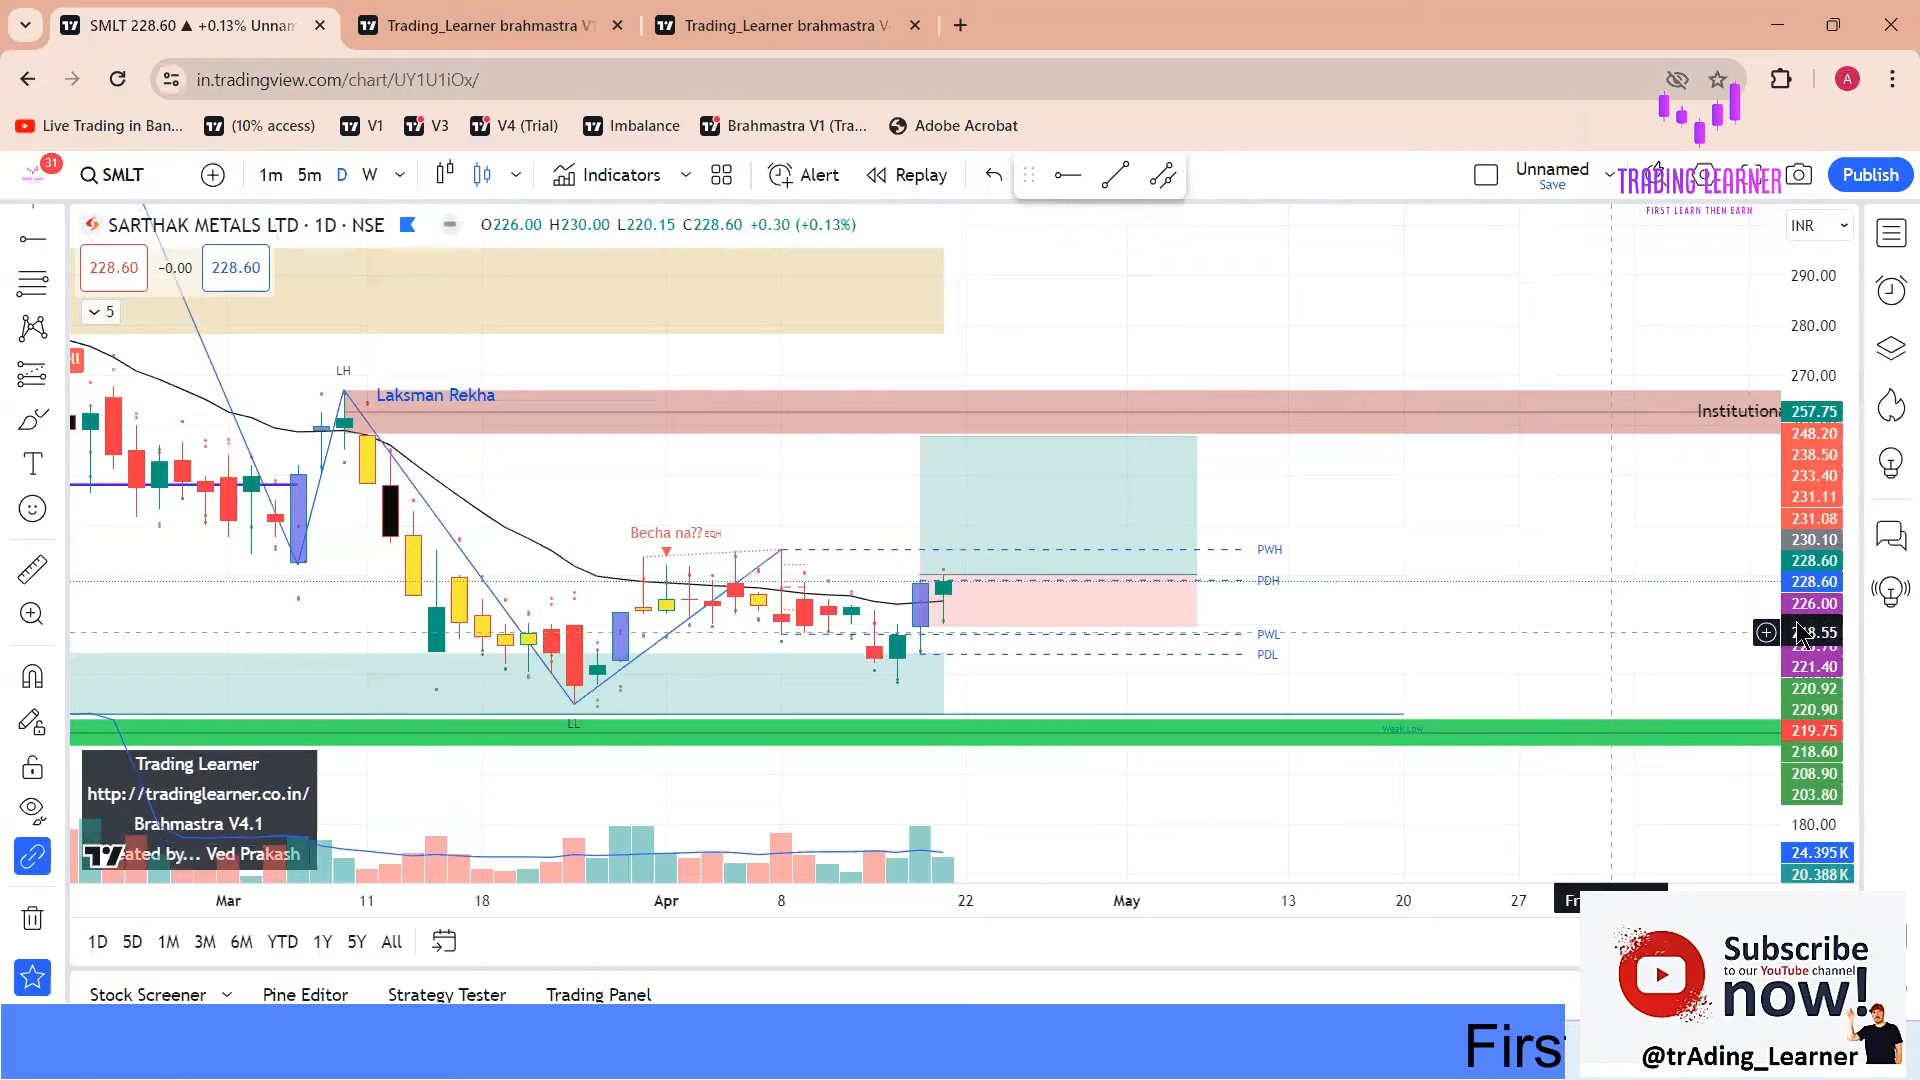 SMLT 228.60 ▲ +0.13% Unnam
Trading_Learner brahmastra V
Trading_Learner brahmastra V
in.tradingview.com/chart/UY1U1iOx/
Live Trading in Ban...
(10% access)
V1
V3
V4 (Trial)
Imbalance
Brahmastra V1 (Tra...
Adobe Acrobat
A
31
SMLT
1m 5m D W
Indicators
Alert
Replay
Unnamed
Save
Publish
TRADING LEARNER
FIRST LEARN THEN EARN
SARTHAK METALS LTD · 1D · NSE
O226.00 H230.00 L220.15 C228.60 +0.30 (+0.13%)
INR
228.60
-0.00
228.60
5
290.00
280.00
270.00
LH
Laksman Rekha
Institutiona
257.75
248.20
238.50
233.40
231.11
231.08
230.10
228.60
228.60
226.00
221.40
220.92
220.90
219.75
218.60
208.90
203.80
180.00
24.395K
20.388K
Becha na??
EQH
PWH
PDH
PWL
PDL
LL
Weak Low
Trading Learner
http://tradinglearner.co.in/
Brahmastra V4.1
eated by... Ved Prakash
Mar 11 18 Apr 8 22 May 13 20 27 Fr
1D 5D 1M 3M 6M YTD 1Y 5Y All
Stock Screener
Pine Editor
Strategy Tester
Trading Panel
Firs
Subscribe
to our YouTube channel
now!
@trAding_Learner